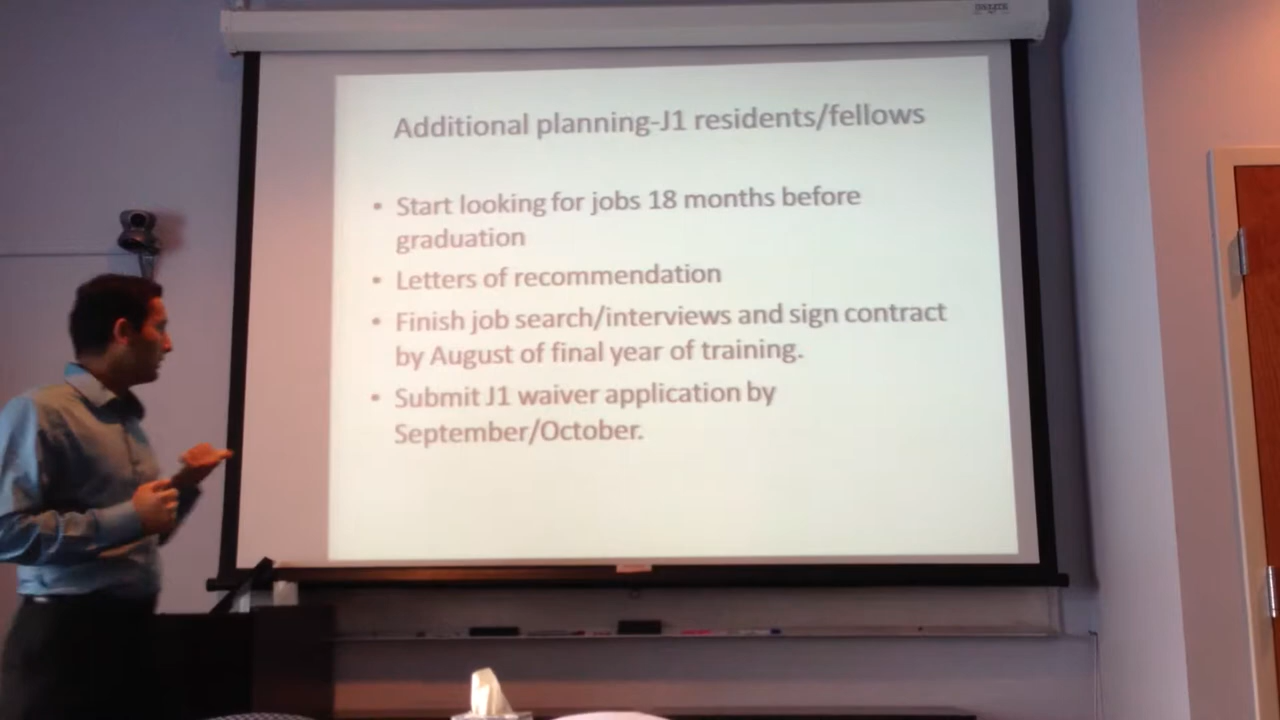 Additional planning-J1 residents/fellows
• Start looking for jobs 18 months before
graduation
• Letters of recommendation
• Finish job search/interviews and sign contract
by August of final year of training.
• Submit J1 waiver application by
September/October.